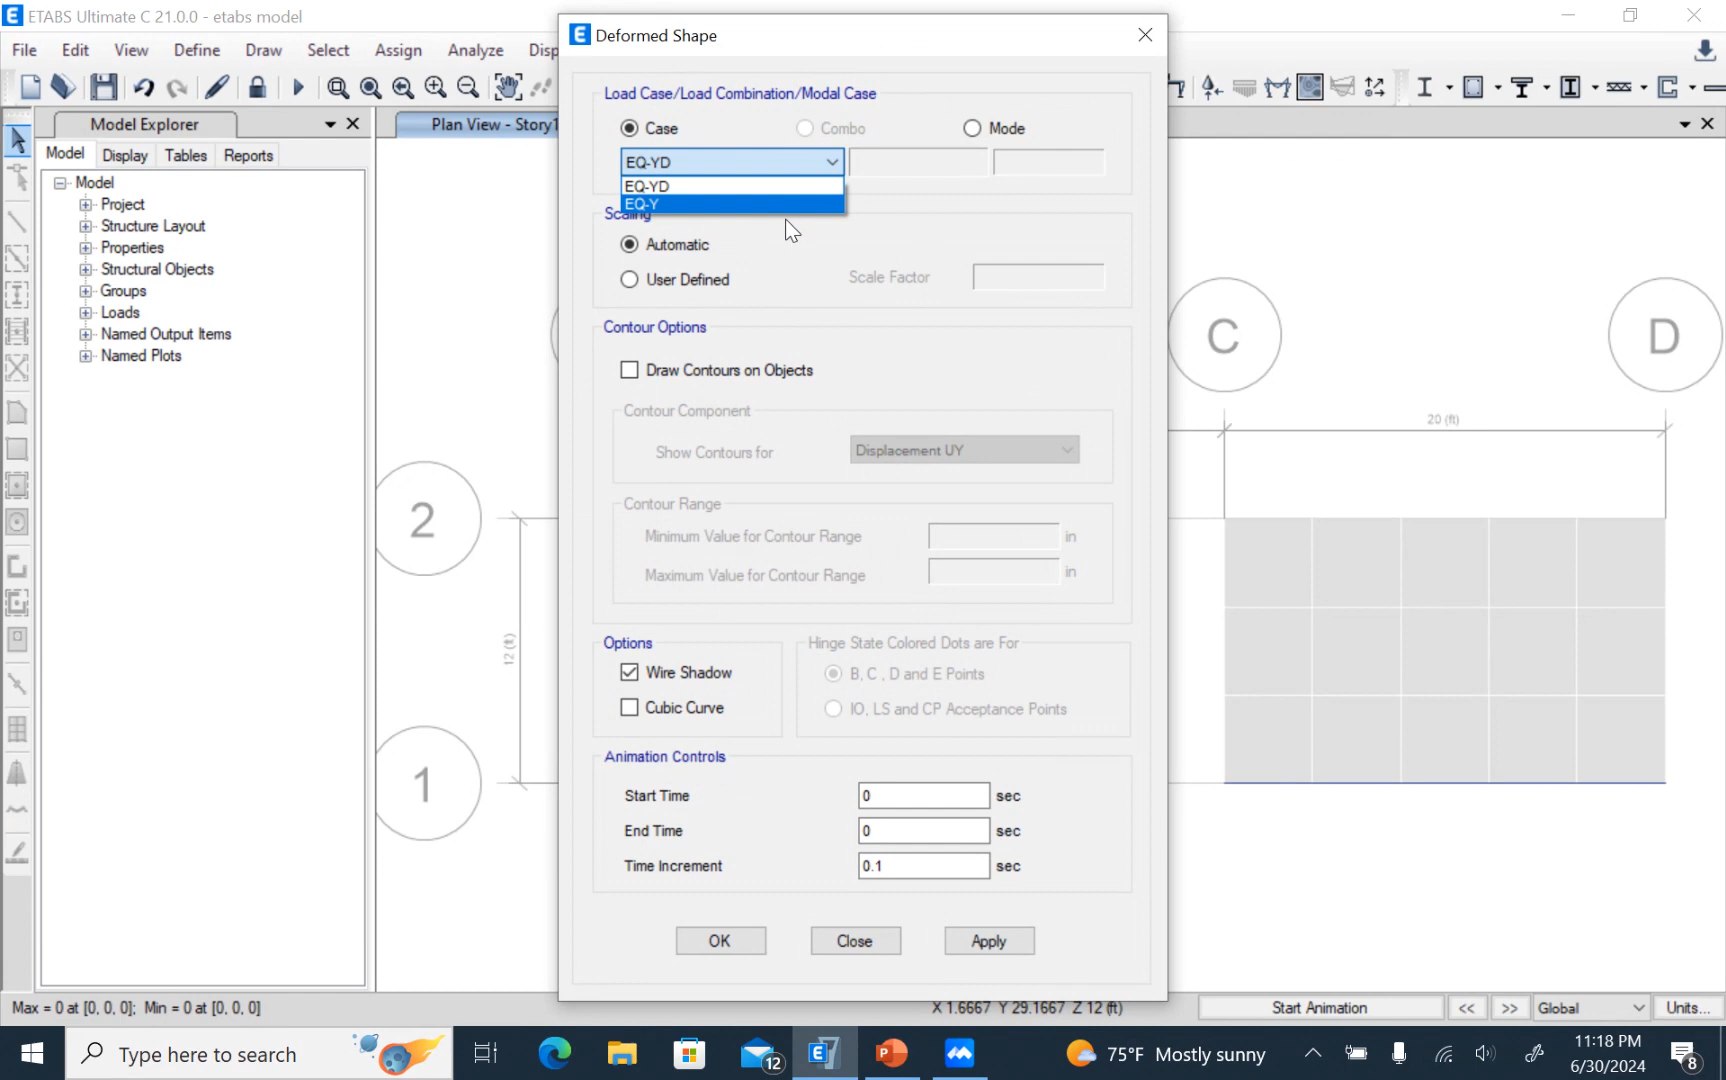 ETABS Ultimate C 21.0.0 - etabs model
File Edit View Define Draw Select Assign Analyze
Model Explorer
Model Display Tables Reports
Model
Project
Structure Layout
Properties
Structural Objects
Groups
Loads
Named Output Items
Named Plots
Plan View - Story1
Deformed Shape
Load Case/Load Combination/Modal Case
Case Combo Mode
EQ-YD
EQ-YD
EQ-Y
Scaling
Automatic
User Defined Scale Factor
Contour Options
Draw Contours on Objects
Contour Component
Show Contours for Displacement UY
Contour Range
Minimum Value for Contour Range in
Maximum Value for Contour Range in
Options
Wire Shadow
Cubic Curve
Hinge State Colored Dots are For
B, C , D and E Points
IO, LS and CP Acceptance Points
Animation Controls
Start Time 0 sec
End Time 0 sec
Time Increment 0.1 sec
OK Close Apply
C
D
20 (ft)
2
12 (ft)
1
Max = 0 at [0, 0, 0]; Min = 0 at [0, 0, 0]
X 1.6667 Y 29.1667 Z 12 (ft)
Start Animation << >> Global Units...
Type here to search
12
75°F Mostly sunny
11:18 PM
6/30/2024
8